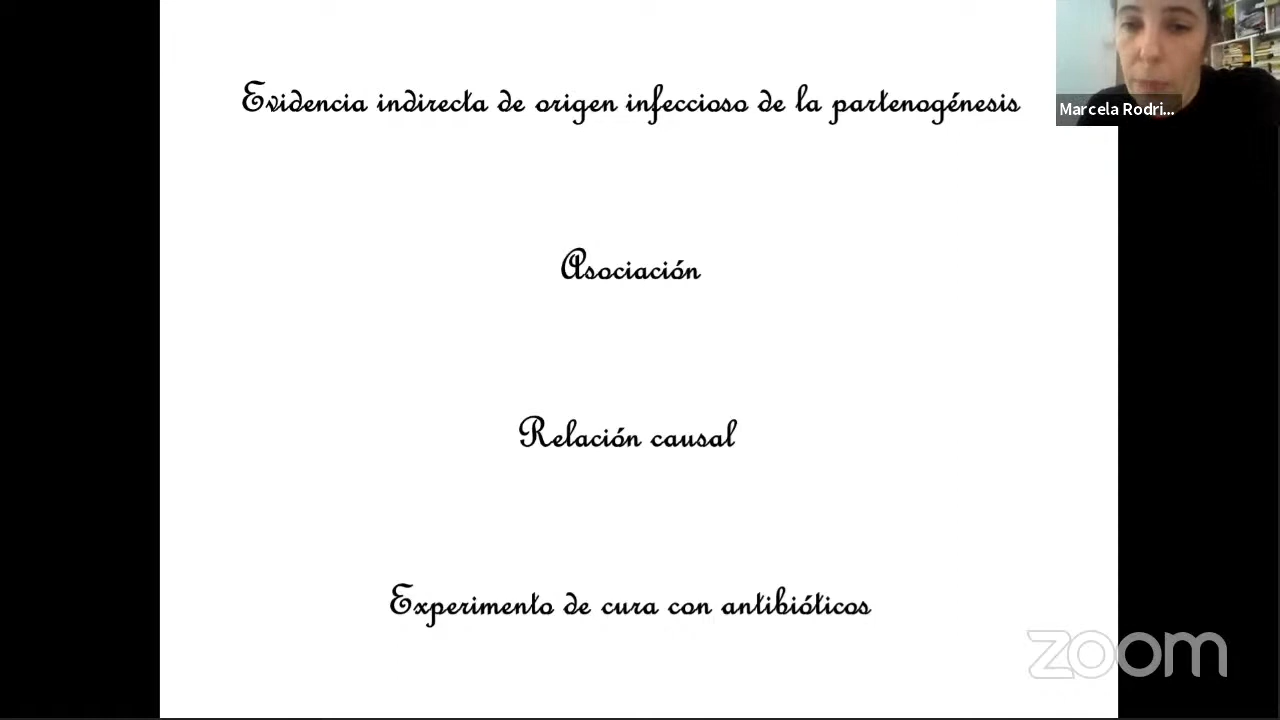 Evidencia indirecta de origen infeccioso de la partenogénesis
Marcela Rodri...
Asociación
Relación causal
Experimento de cura con antibióticos
zoom